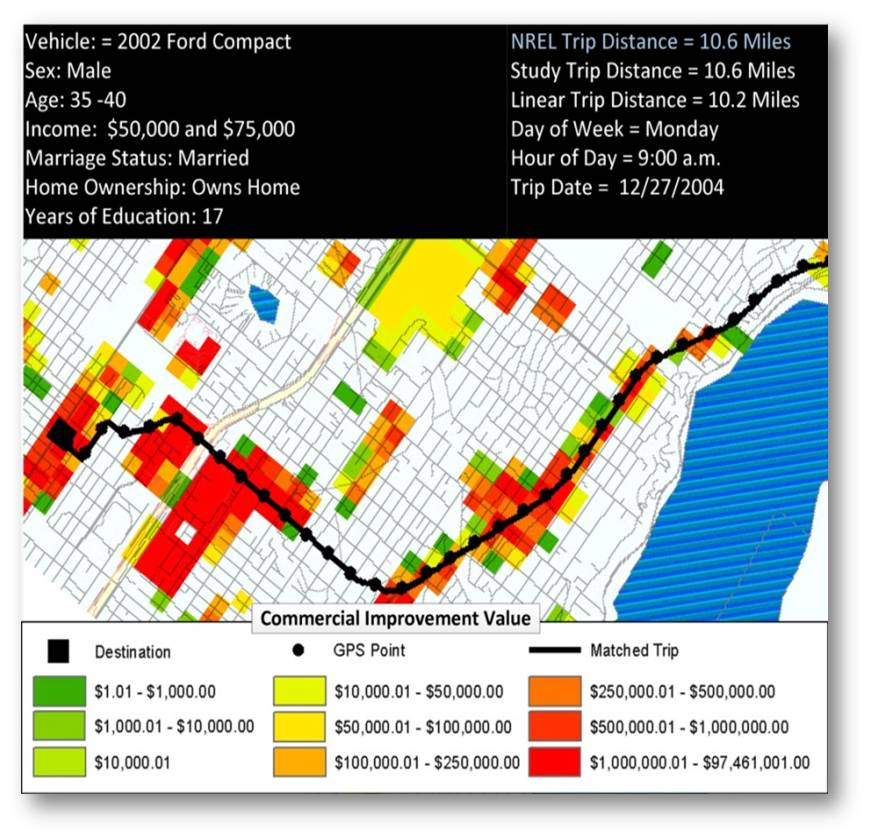 Vehicle: = 2002 Ford Compact
Sex: Male
Age: 35 -40
Income: $50,000 and $75,000
Marriage Status: Married
Home Ownership: Owns Home
Years of Education: 17
NREL Trip Distance = 10.6 Miles
Study Trip Distance = 10.6 Miles
Linear Trip Distance = 10.2 Miles
Day of Week = Monday
Hour of Day = 9:00 a.m.
Trip Date = 12/27/2004
Commercial Improvement Value
Destination
GPS Point
Matched Trip
$1.01 - $1,000.00
$10,000.01 - $50,000.00
$250,000.01 - $500,000.00
$1,000.01 - $10,000.00
$50,000.01 - $100,000.00
$500,000.01 - $1,000,000.00
$10,000.01
$100,000.01 - $250,000.00
$1,000,000.01 - $97,461,001.00